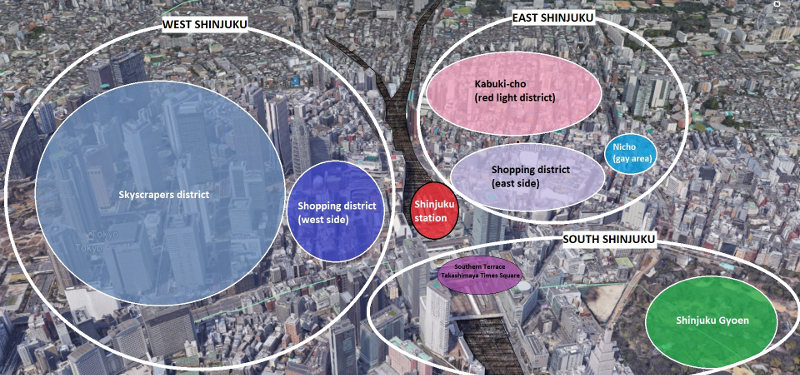 WEST SHINJUKU
EAST SHINJUKU
Kabuki-cho
(red light district)
Nicho
(gay area)
Shopping district
(east side)
Skyscrapers district
Shopping district
(west side)
Shinjuku
station
SOUTH SHINJUKU
Southern Terrace
Takashimaya Times Square
Shinjuku Gyoen